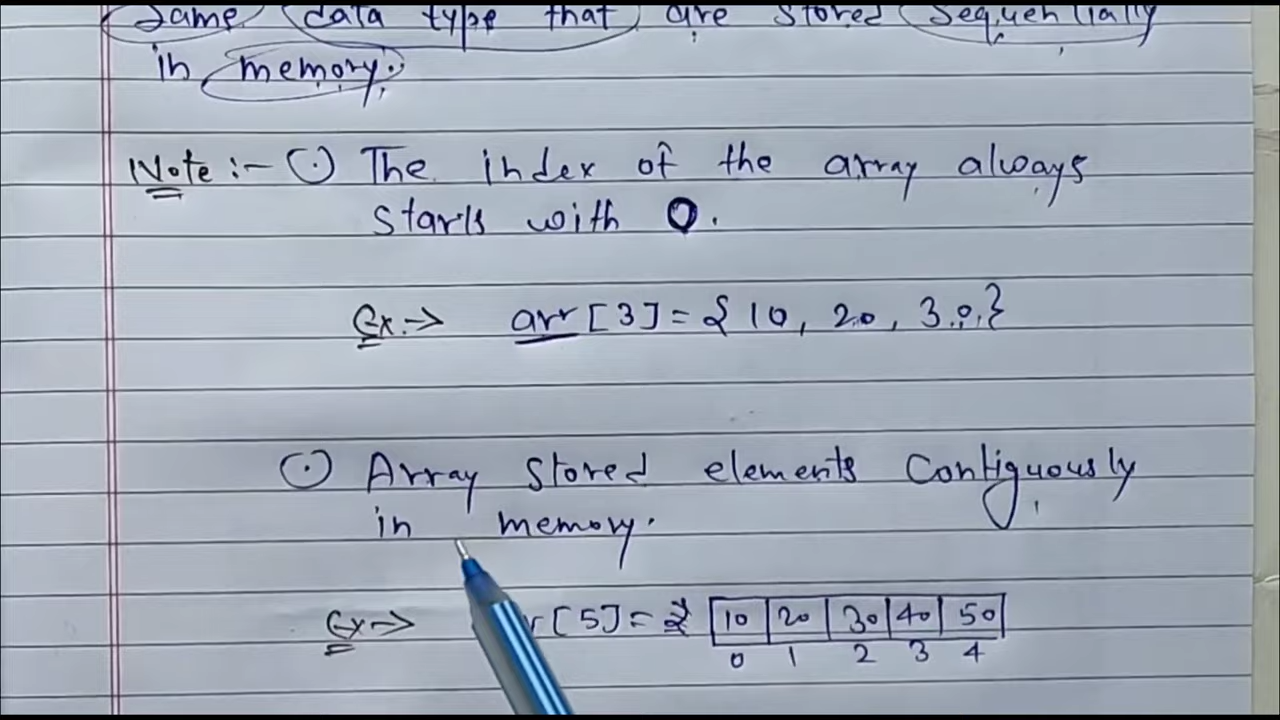 Same data type that are stored sequentially
in memory.
Note :- (·) The index of the array always
starts with 0.
Ex. → arr[3] = {10, 20, 30}
(·) Array stored elements contiguously
in memory.
Ex → r[5] = 10 20 30 40 50
0 1 2 3 4